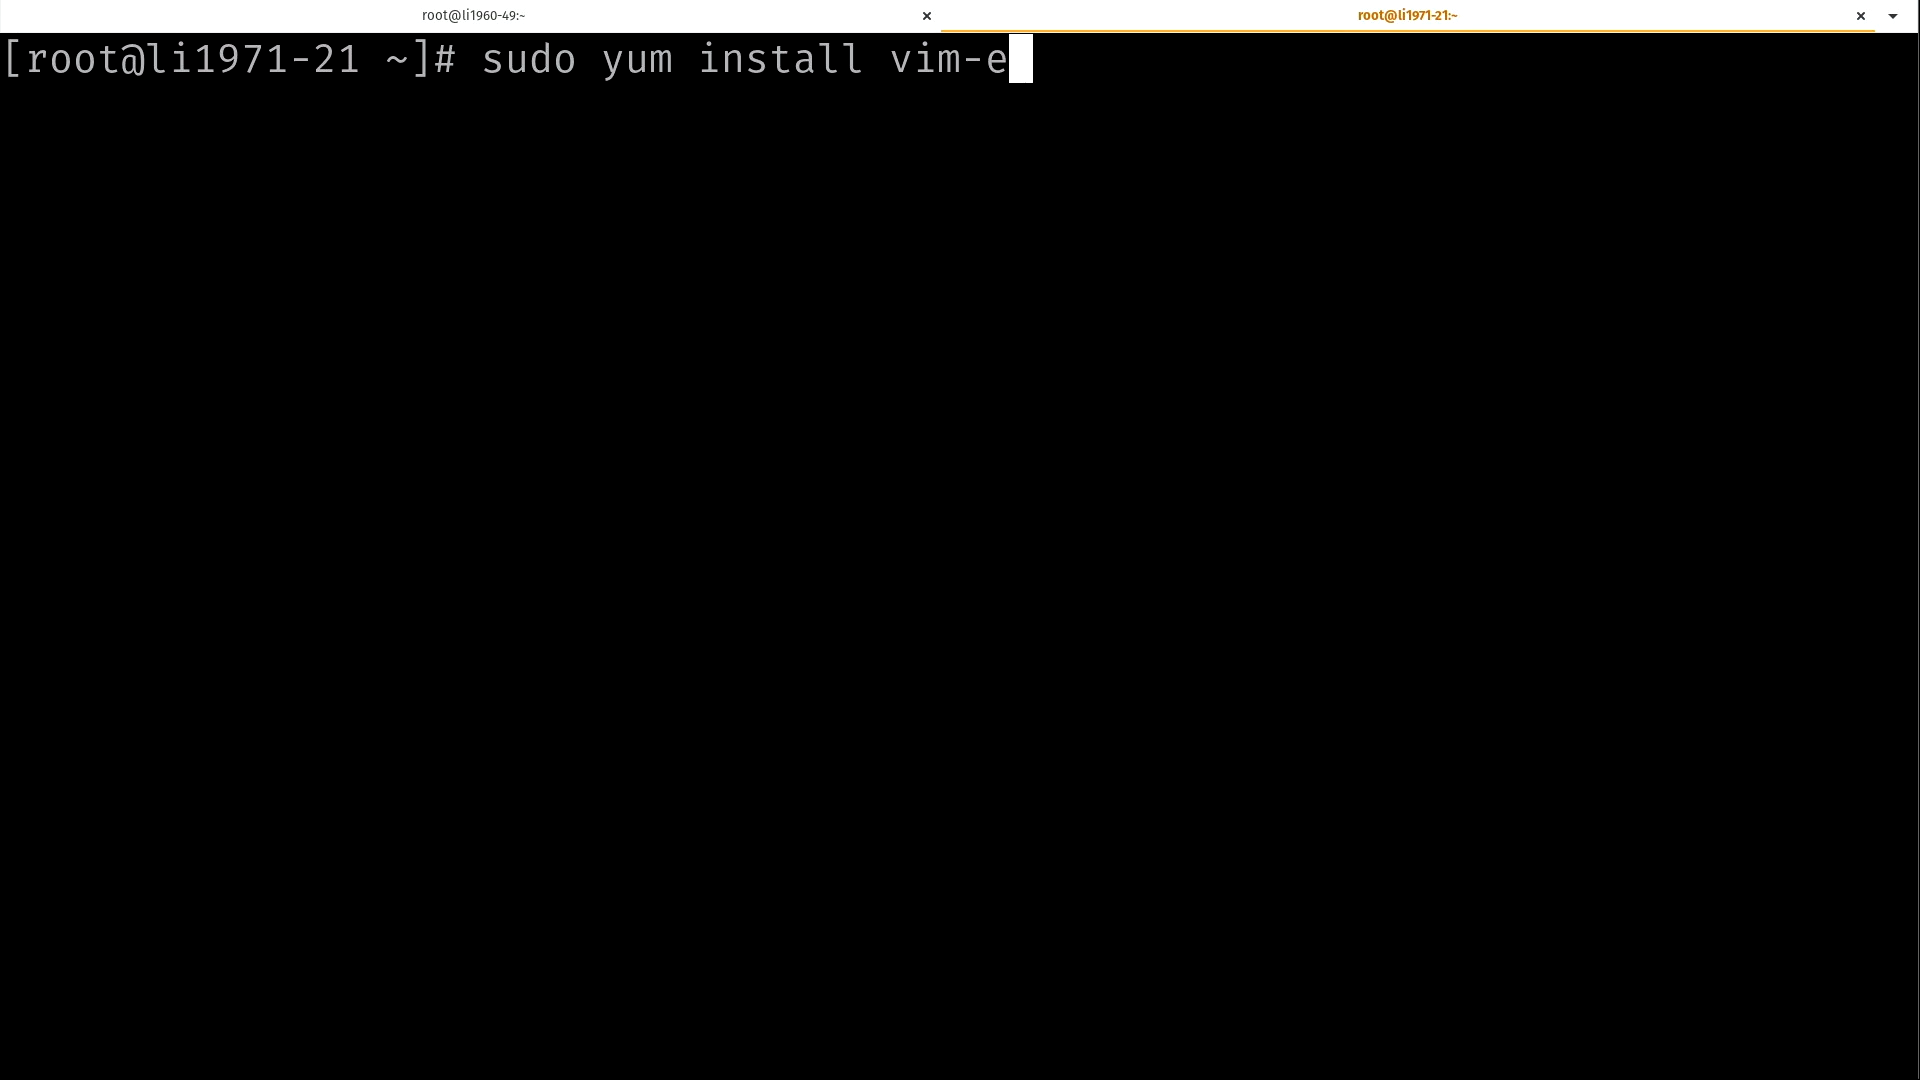 root@li1960-49:~ × root@li1971-21:~ ×
[root@li1971-21 ~]# sudo yum install vim-e